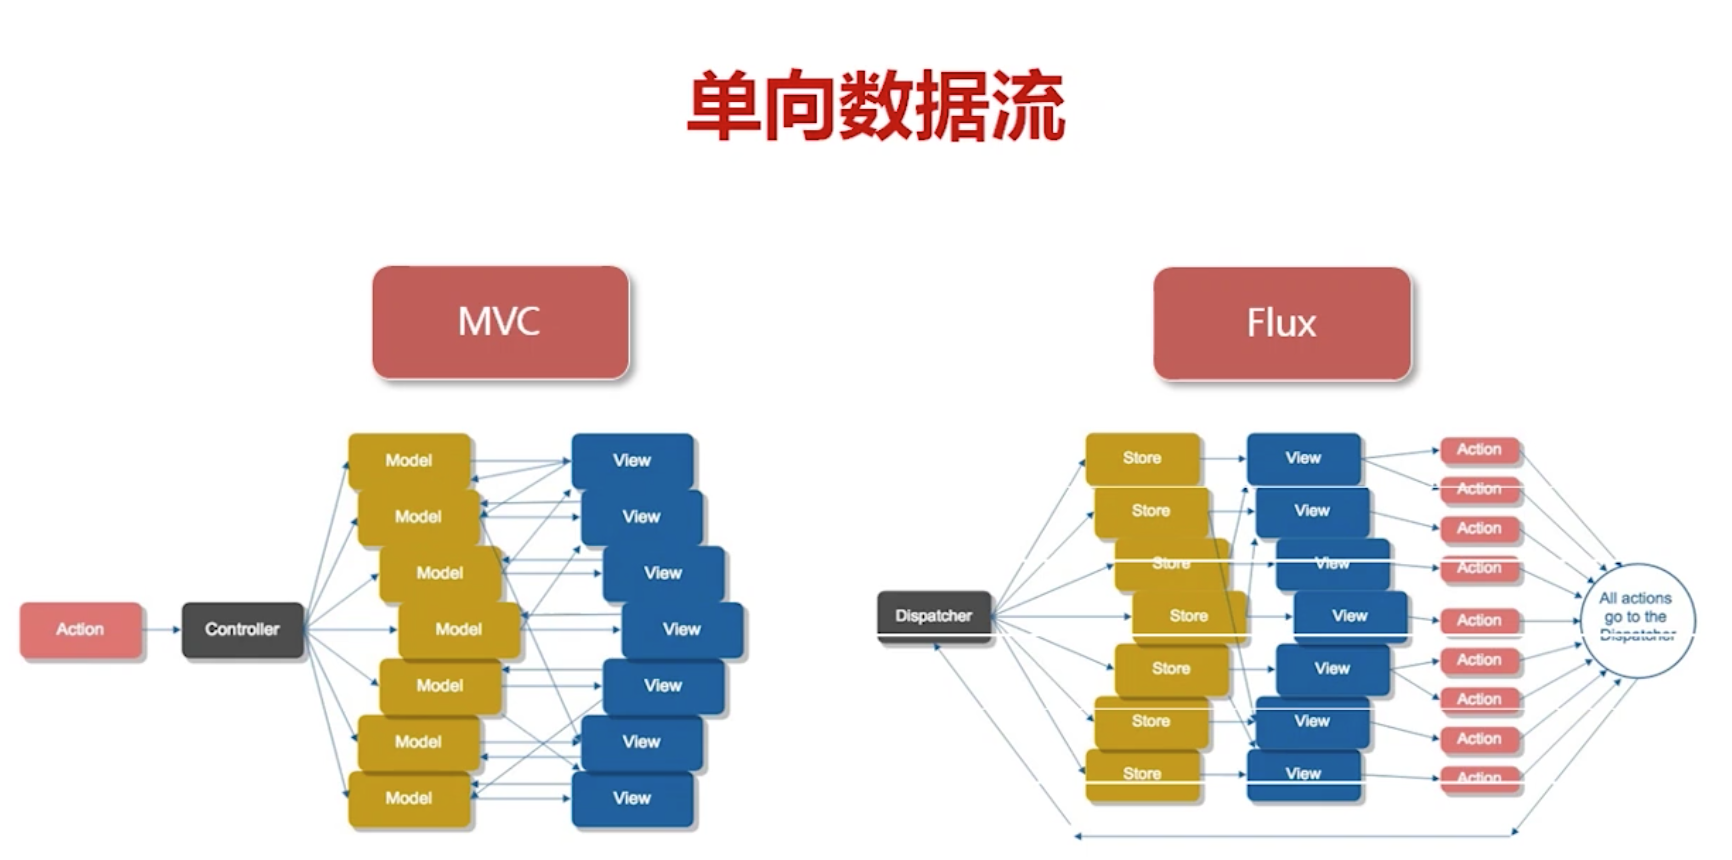 单向数据流
MVC
Flux
Action
Controller
Model
Model
Model
Model
Model
Model
Model
View
View
View
View
View
View
View
Dispatcher
Store
Store
Store
Store
Store
Store
Store
View
View
View
View
View
View
View
Action
Action
Action
Action
Action
Action
Action
Action
Action
All actions
go to the
Dispatcher